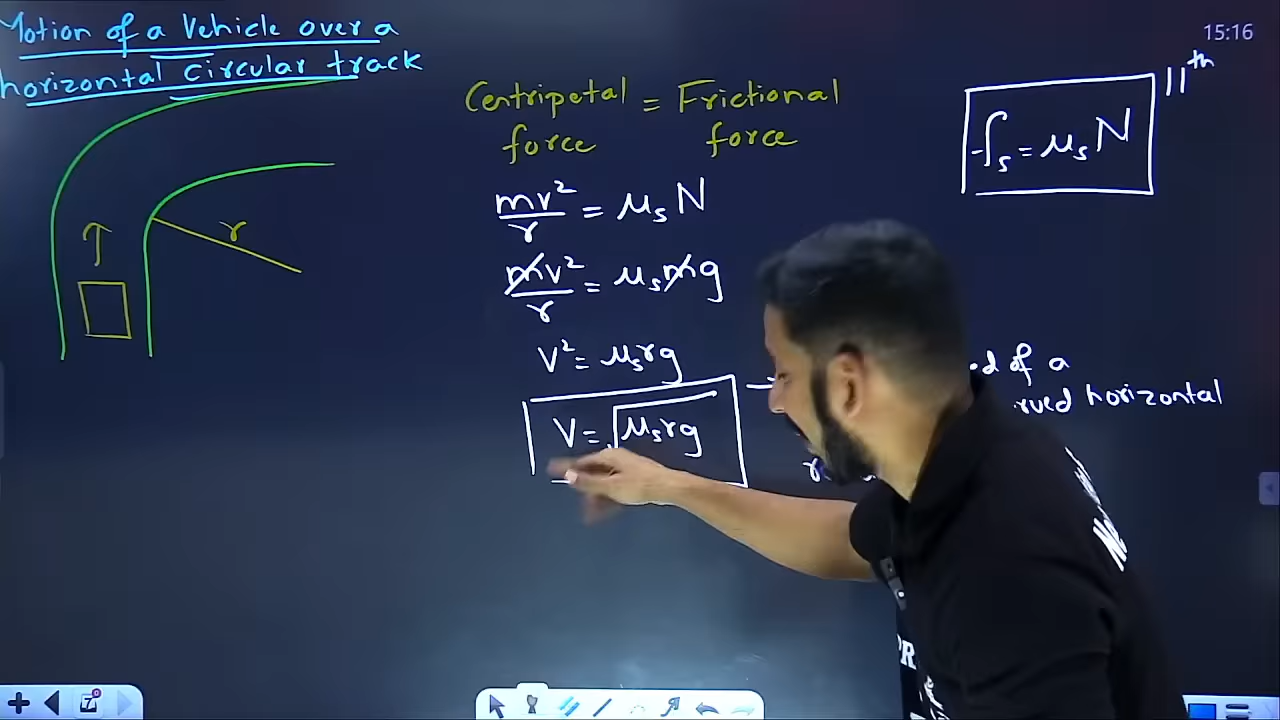 Motion of a Vehicle over a
horizontal circular track
15:16
11th
fs = μsN
Centripetal force = Frictional force
mv²/r = μsN
mv²/r = μsmg
V² = μsrg
V = √μsrg
of a
horizontal
r
7